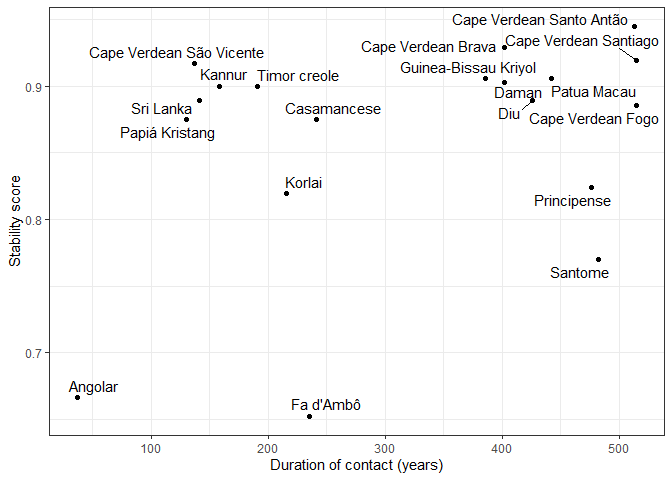 Cape Verdean Santo Antão
Cape Verdean Brava
Cape Verdean Santiago
Cape Verdean São Vicente
Guinea-Bissau Kriyol
Kannur
Timor creole
0.9
Daman
Patua Macau
Sri Lanka
Casamancese
Diu
Cape Verdean Fogo
Papiá Kristang
Korlai
Principense
0.8
Stability score
Santome
0.7
Angolar
Fa d'Ambô
100
200
300
400
500
Duration of contact (years)